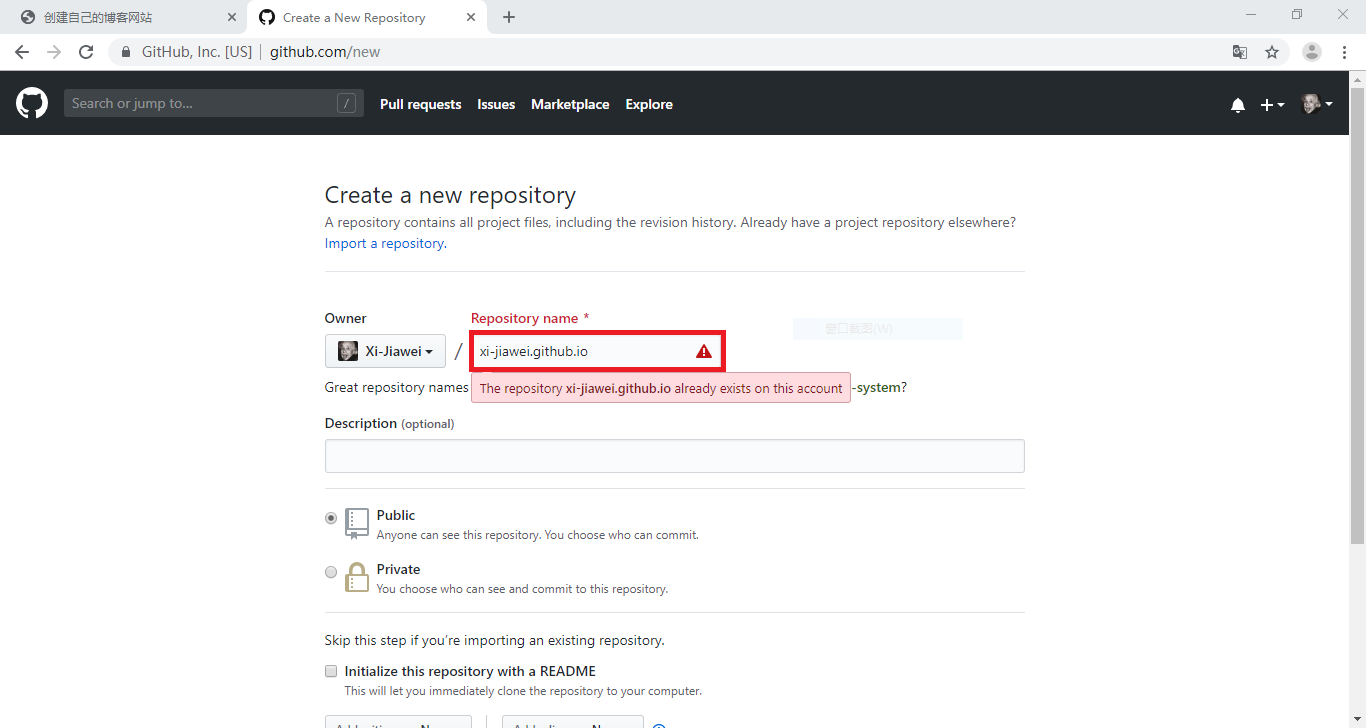 创建自己的博客网站
Create a New Repository
GitHub, Inc. [US] | github.com/new
Search or jump to... /
Pull requests Issues Marketplace Explore
Create a new repository
A repository contains all project files, including the revision history. Already have a project repository elsewhere?
Import a repository.
Owner Repository name *
窗口截图(W)
Xi-Jiawei / xi-jiawei.github.io
Great repository names The repository xi-jiawei.github.io already exists on this account -system?
Description (optional)
Public
Anyone can see this repository. You choose who can commit.
Private
You choose who can see and commit to this repository.
Skip this step if you’re importing an existing repository.
Initialize this repository with a README
This will let you immediately clone the repository to your computer.